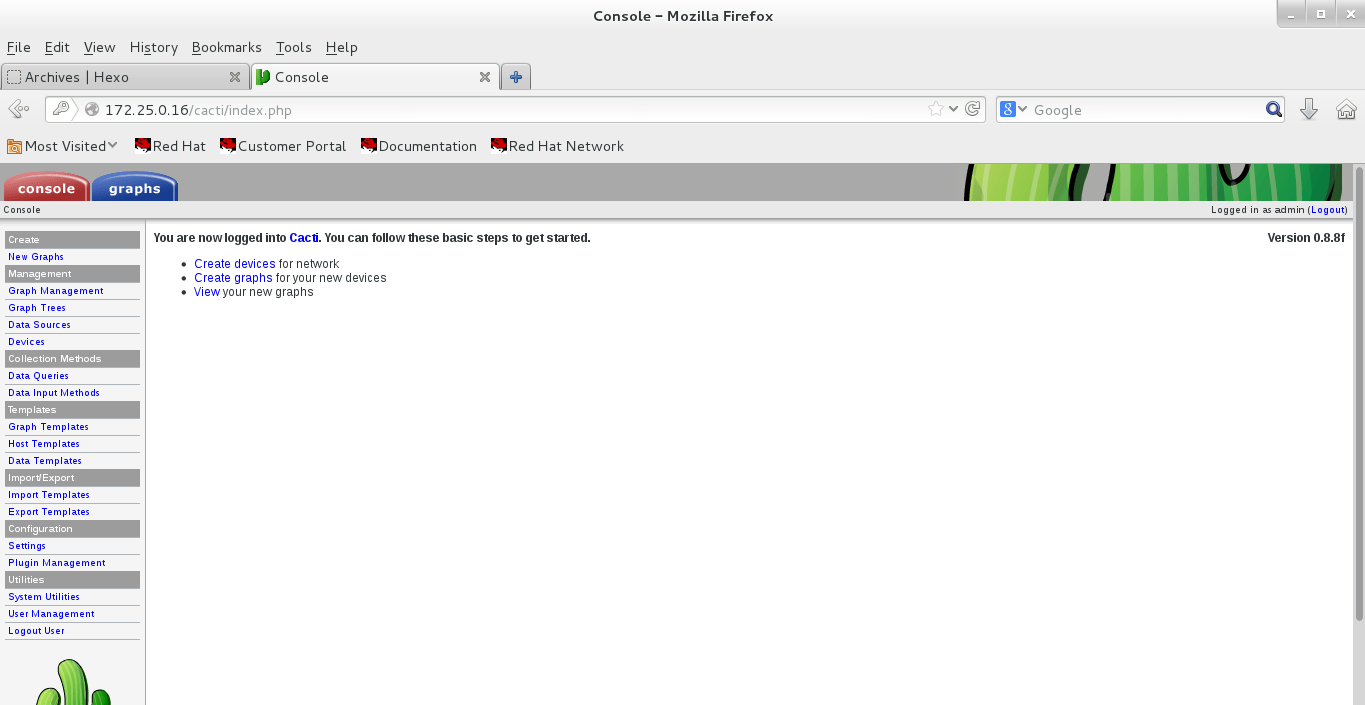 Console - Mozilla Firefox
File Edit View History Bookmarks Tools Help
Archives | Hexo
Console
172.25.0.16/cacti/index.php
8
Google
Most Visited
Red Hat
Customer Portal
Documentation
Red Hat Network
console
graphs
Console
Logged in as admin (Logout)
Create
New Graphs
Management
Graph Management
Graph Trees
Data Sources
Devices
Collection Methods
Data Queries
Data Input Methods
Templates
Graph Templates
Host Templates
Data Templates
Import/Export
Import Templates
Export Templates
Configuration
Settings
Plugin Management
Utilities
System Utilities
User Management
Logout User
You are now logged into Cacti. You can follow these basic steps to get started.
Version 0.8.8f
• Create devices for network
• Create graphs for your new devices
• View your new graphs